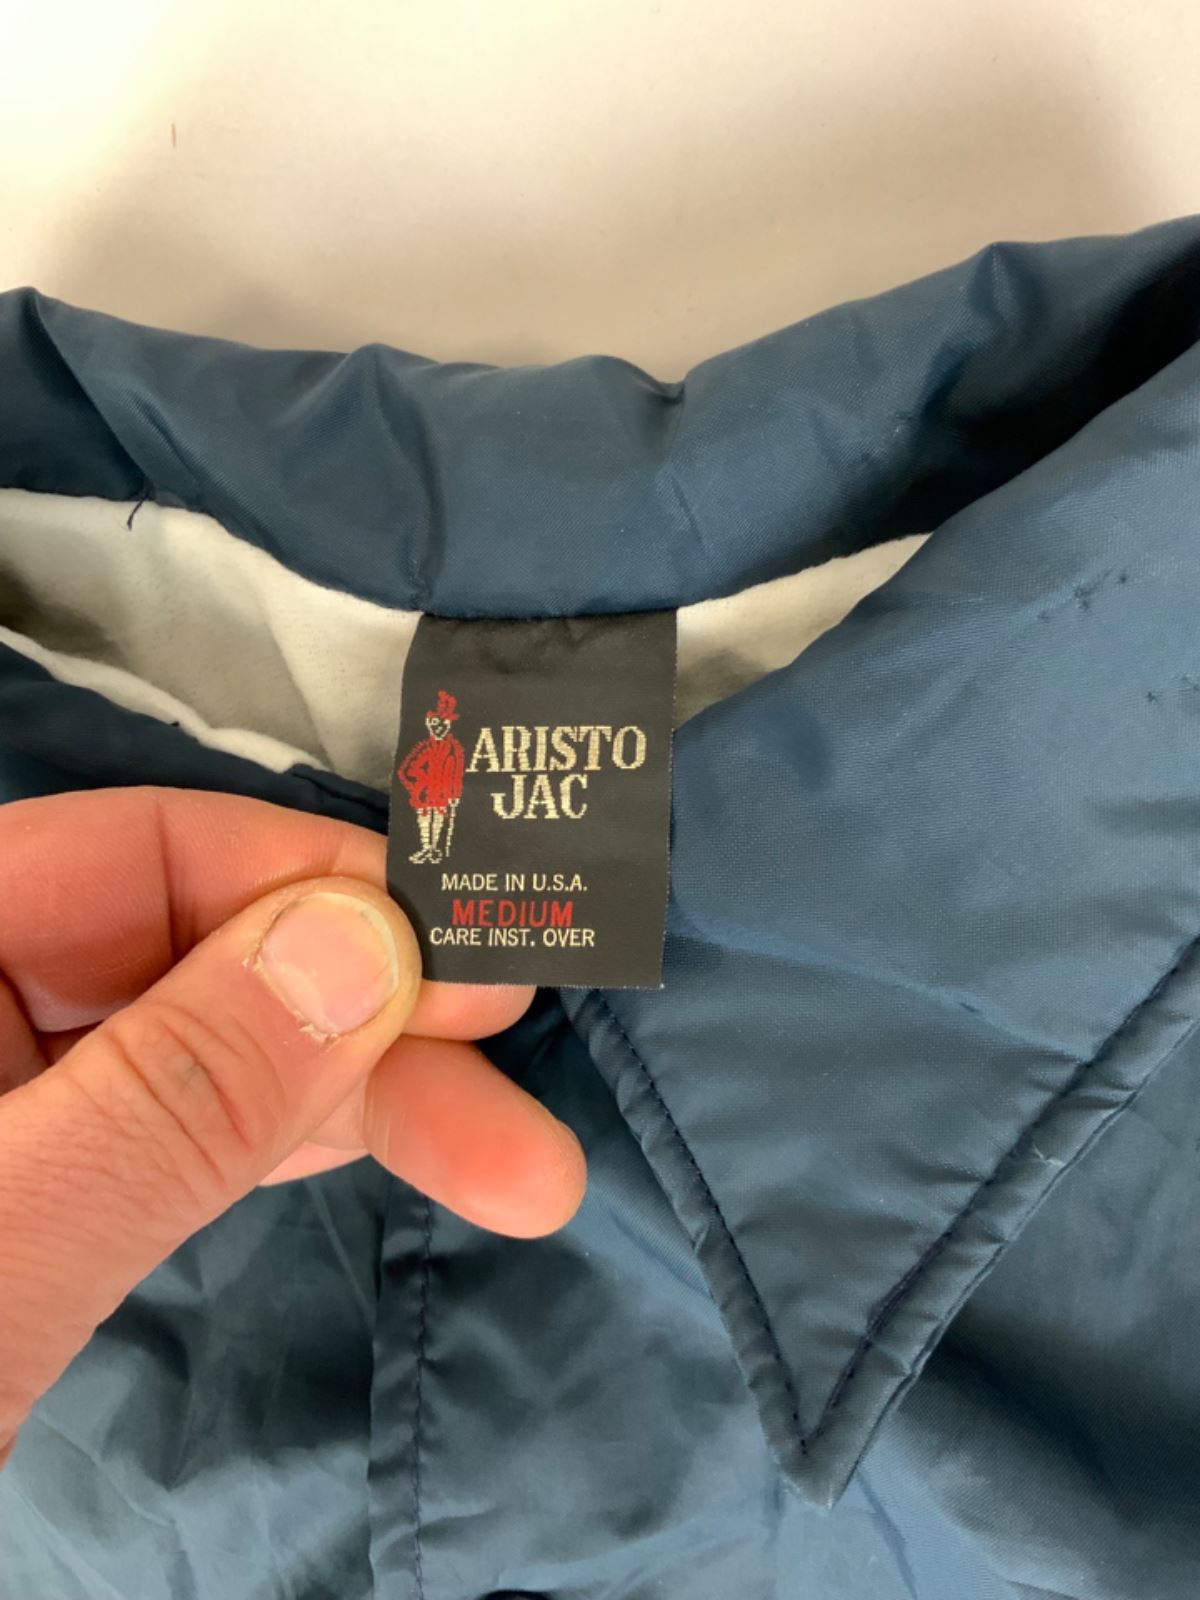 ARISTO
JAC
MADE IN U.S.A.
MEDIUM
CARE INST. OVER